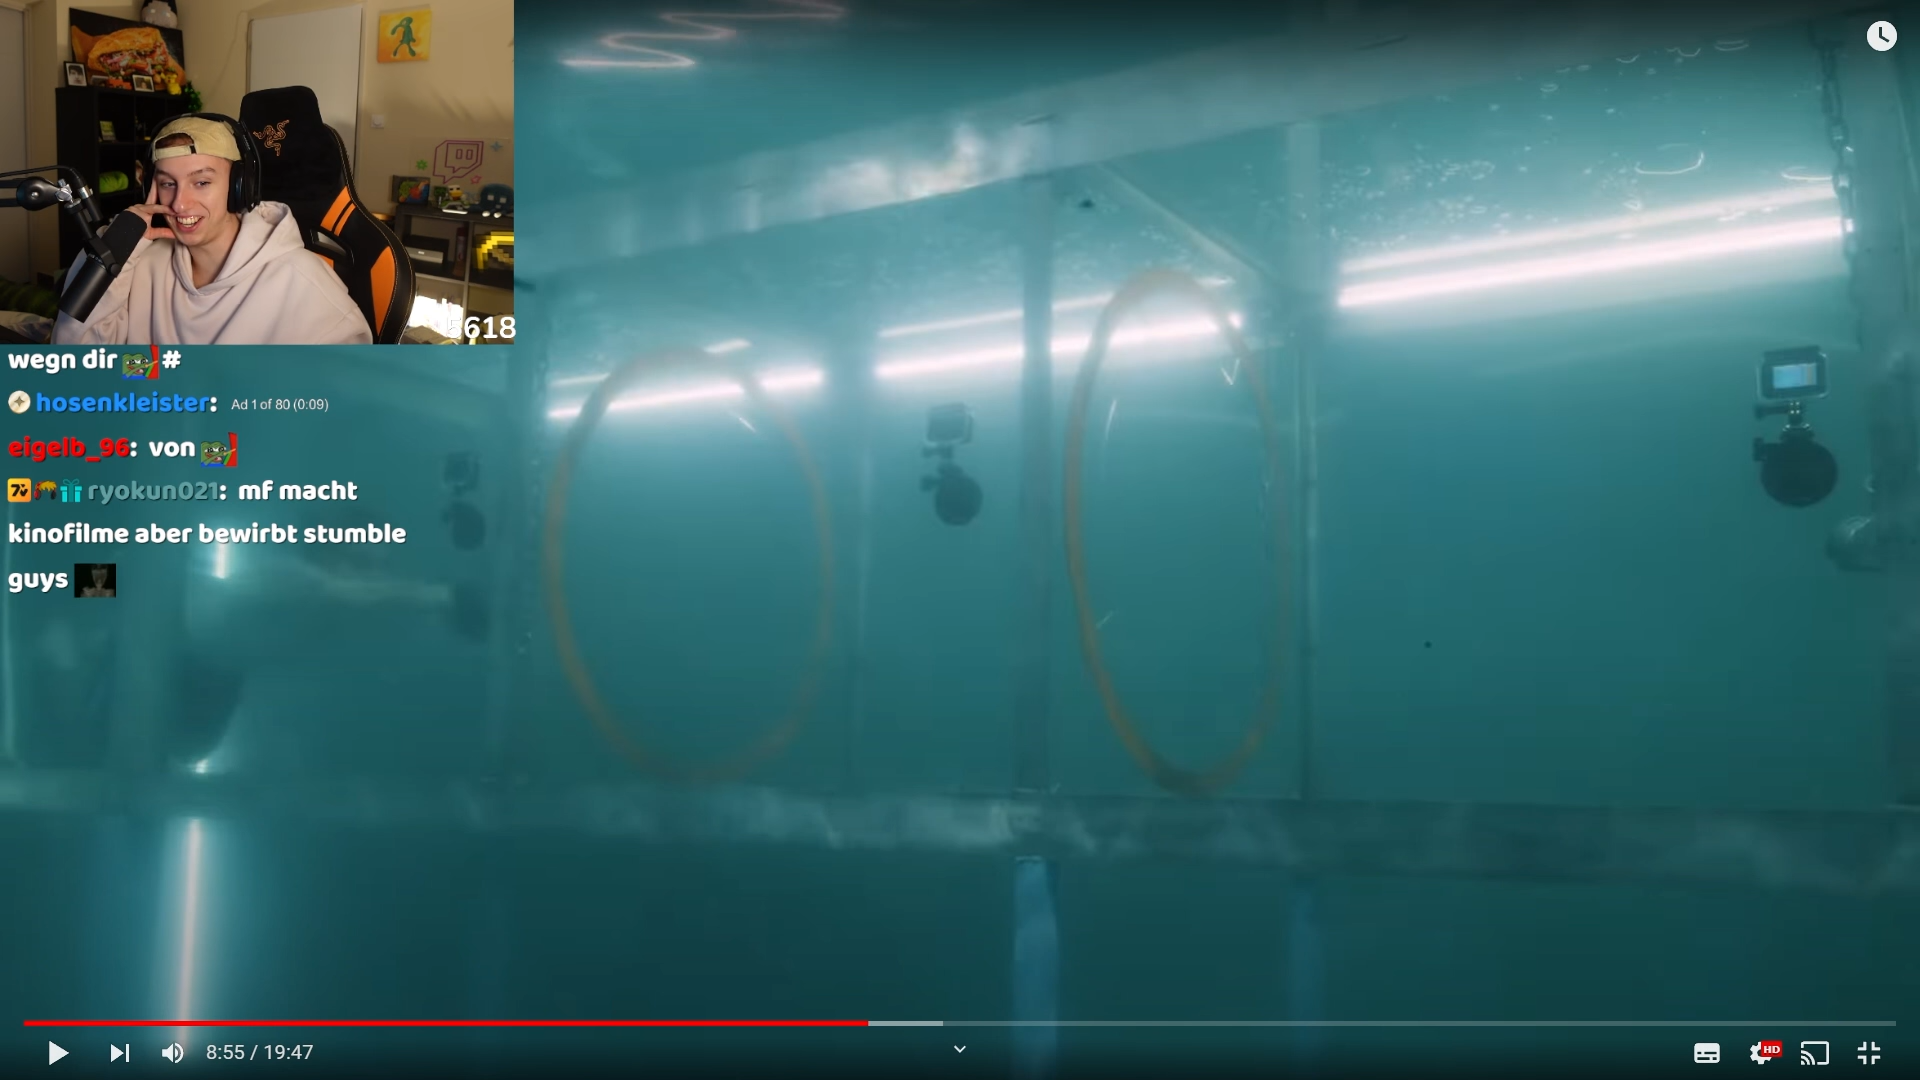 5618
wegn dir #
hosenkleister: Ad 1 of 80 (0:09)
eigelb_96: von
ryokun021: mf macht
kinofilme aber bewirbt stumble
guys
8:55 / 19:47
HD